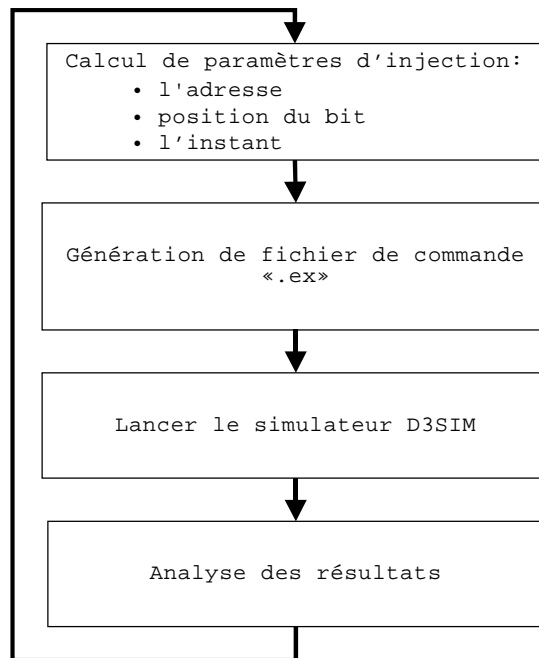 Calcul de paramètres d’injection:
• l'adresse
• position du bit
• l’instant
Génération de fichier de commande
«.ex»
Lancer le simulateur D3SIM
Analyse des résultats